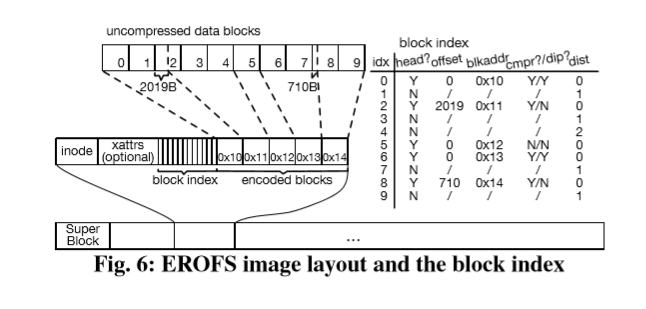 uncompressed data blocks
0 1 2 3 4 5 6 7 8 9
2019B 710B
inode xattrs (optional) 0x10 0x11 0x12 0x13 0x14
block index encoded blocks
Super Block ...
block index
idx head? offset blkaddr cmpr?/dip? dist
0 Y 0 0x10 Y/Y 0
1 N / / / 1
2 Y 2019 0x11 Y/N 0
3 N / / / 1
4 N / / / 2
5 Y 0 0x12 N/N 0
6 Y 0 0x13 Y/Y 0
7 N / / / 1
8 Y 710 0x14 Y/N 0
9 N / / / 1
Fig. 6: EROFS image layout and the block index